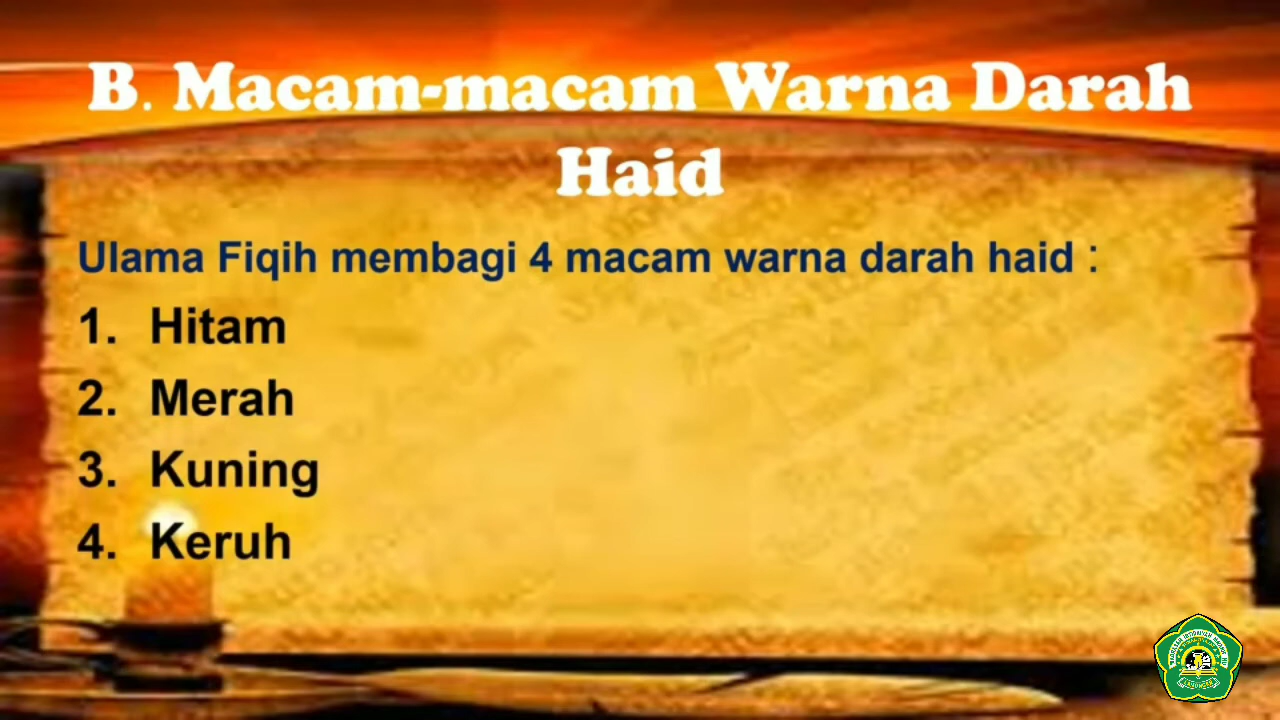 B. Macam-macam Warna Darah
Haid
Ulama Fiqih membagi 4 macam warna darah haid :
1. Hitam
2. Merah
3. Kuning
4. Keruh